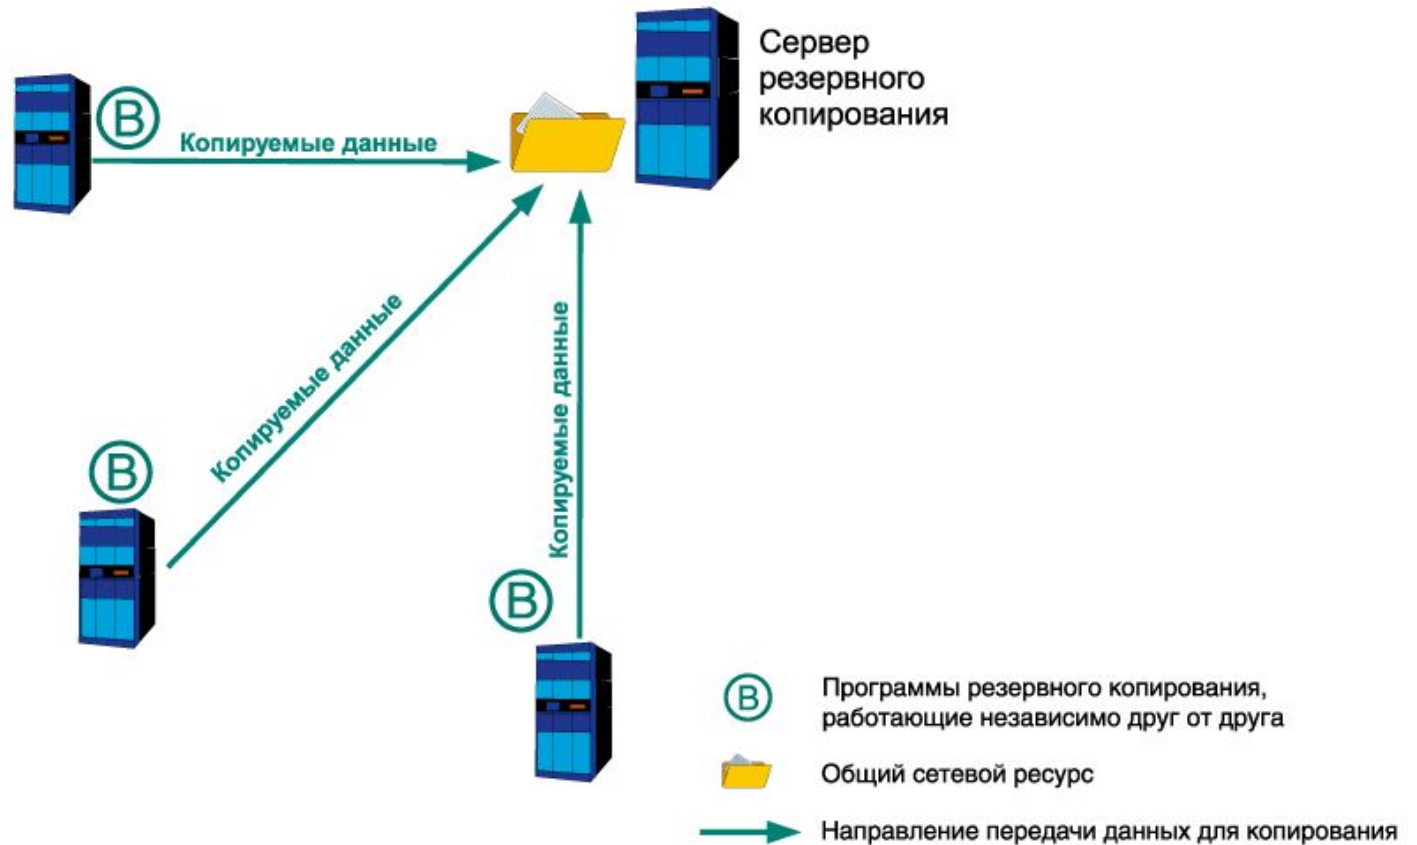 Сервер
резервного
копирования
В
Копируемые данные
Копируемые данные
Копируемые данные
В
В
В
Программы резервного копирования,
работающие независимо друг от друга
Общий сетевой ресурс
Направление передачи данных для копирования